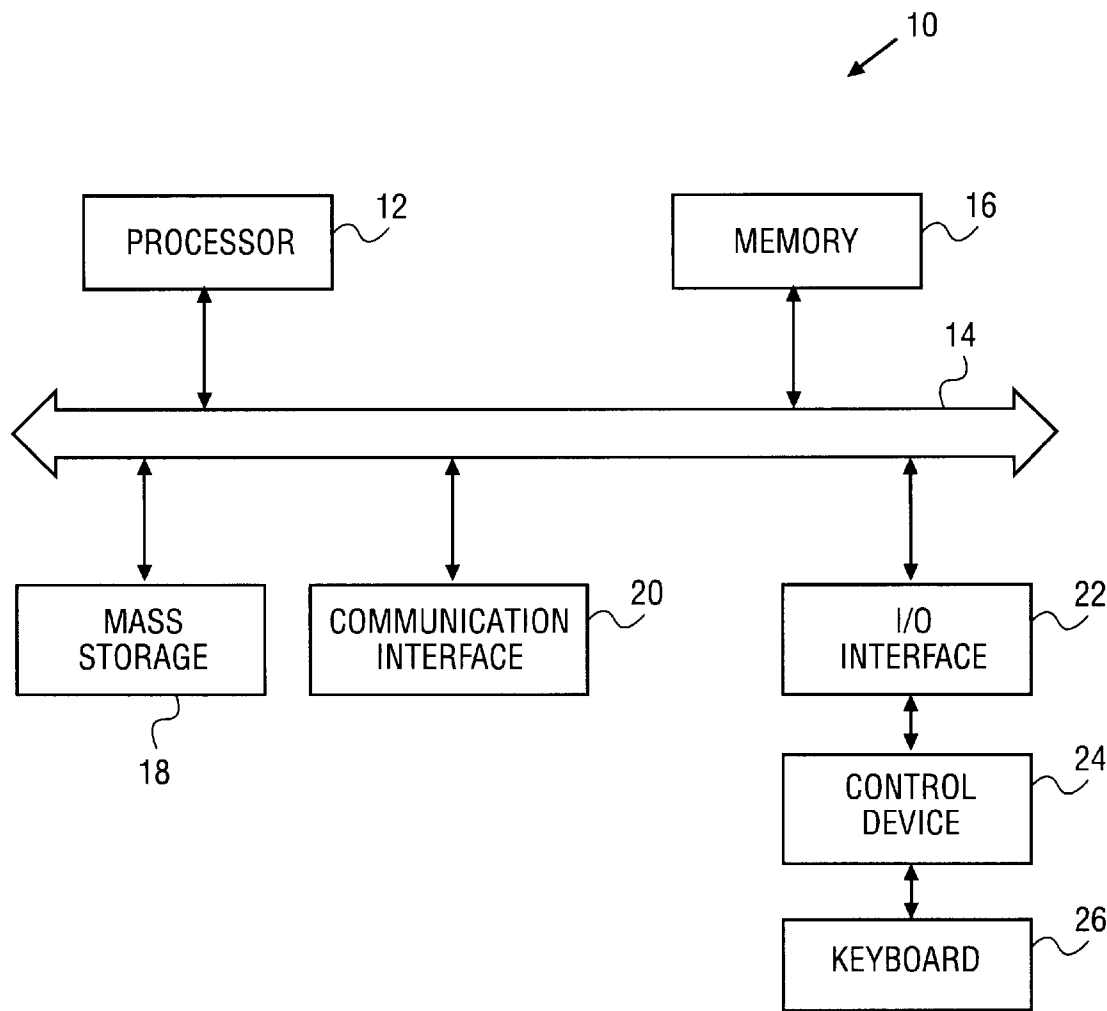 10
PROCESSOR
12
MEMORY
16
14
MASS
STORAGE
18
COMMUNICATION
INTERFACE
20
I/O
INTERFACE
22
CONTROL
DEVICE
24
KEYBOARD
26